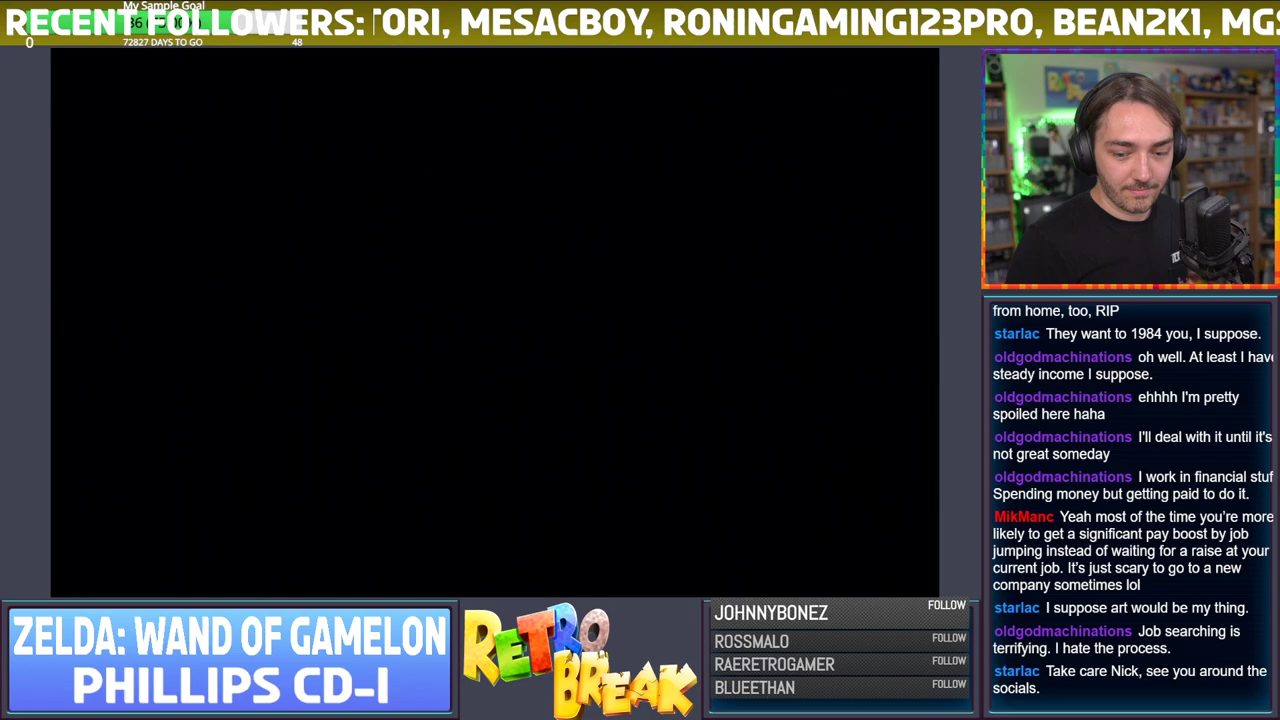 My Sample Goal
RECENT FOLLOWERS: TORI, MESACBOY, RONINGAMING123PRO, BEAN2K1, MG
0
72827 DAYS TO GO
48
from home, too, RIP
starlac They want to 1984 you, I suppose.
oldgodmachinations oh well. At least I have
steady income I suppose.
oldgodmachinations ehhhh I'm pretty
spoiled here haha
oldgodmachinations I'll deal with it until it's
not great someday
oldgodmachinations I work in financial stuf
Spending money but getting paid to do it.
MikManc Yeah most of the time you're more
likely to get a significant pay boost by job
jumping instead of waiting for a raise at your
current job. It's just scary to go to a new
company sometimes lol
starlac I suppose art would be my thing.
oldgodmachinations Job searching is
terrifying. I hate the process.
starlac Take care Nick, see you around the
socials.
ZELDA: WAND OF GAMELON
PHILLIPS CD-I
RETRO
BREAK
JOHNNYBONEZ FOLLOW
ROSSMALO FOLLOW
RAERETROGAMER FOLLOW
BLUEETHAN FOLLOW